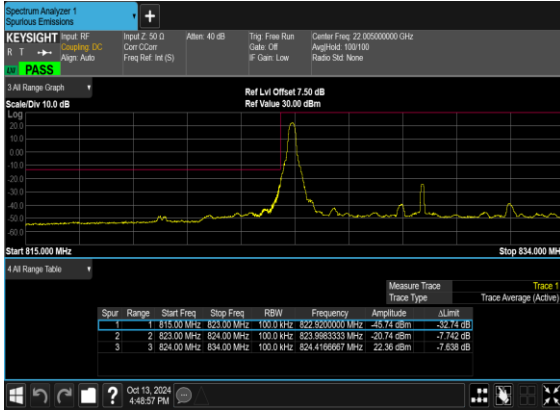 Spectrum Analyzer 1
Spurious Emissions
+
KEYSIGHT Input: RF Input Z: 50 Ω Atten: 40 dB Trig: Free Run Center Freq: 22.005000000 GHz
R T Coupling: DC Corr CCorr Gate: Off Avg|Hold: 100/100
Align: Auto Freq Ref: Int (S) IF Gain: Low Radio Std: None
PASS
3 All Range Graph
Ref Lvl Offset 7.50 dB
Scale/Div 10.0 dB Ref Value 30.00 dBm
Log
20.0
10.0
0.00
-10.0
-20.0
-30.0
-40.0
-50.0
-60.0
Start 815.000 MHz Stop 834.000 MH
4 All Range Table
Measure Trace Trace 1
Trace Type Trace Average (Active)
Spur Range Start Freq Stop Freq RBW Frequency Amplitude ΔLimit
1 1 815.00 MHz 823.00 MHz 100.0 kHz 822.9200000 MHz -45.74 dBm -32.74 dB
2 2 823.00 MHz 824.00 MHz 100.0 kHz 823.9983333 MHz -20.74 dBm -7.742 dB
3 3 824.00 MHz 834.00 MHz 100.0 kHz 824.4166667 MHz 22.36 dBm -7.638 dB
? Oct 13, 2024
4:48:57 PM